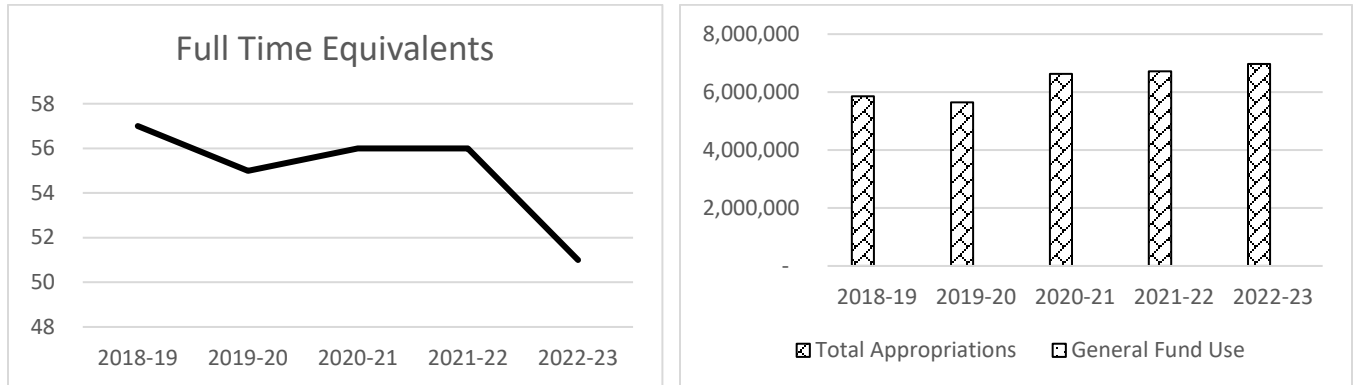 Full Time Equivalents
58
56
54
52
50
48
2018-19 2019-20 2020-21 2021-22 2022-23
8,000,000
6,000,000
4,000,000
2,000,000
-
2018-19 2019-20 2020-21 2021-22 2022-23
Total Appropriations General Fund Use